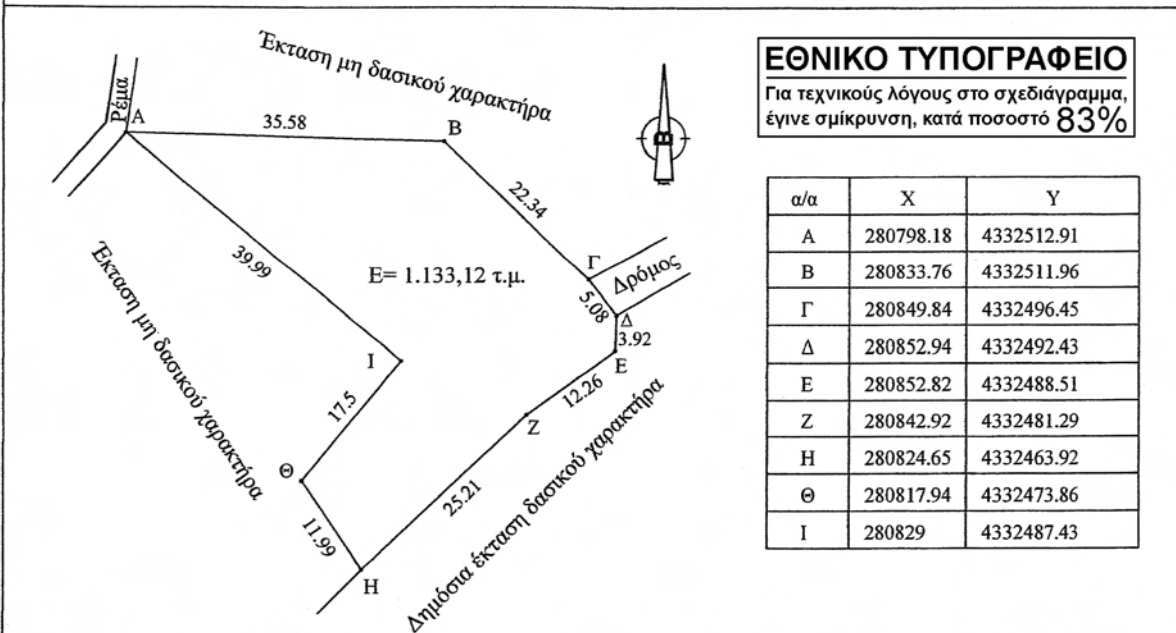 Έκταση μη δασικού χαρακτήρα
Ρέμα
Α
35.58
Β
22.34
39.99
Ε= 1.133,12 τ.μ.
Γ
Δρόμος
5.08
Δ
3.92
Ε
12.26
Ι
17.5
Ζ
Θ
25.21
11.99
Η
Έκταση μη δασικού χαρακτήρα
Δημόσια έκταση δασικού χαρακτήρα
Β
ΕΘΝΙΚΟ ΤΥΠΟΓΡΑΦΕΙΟ
Για τεχνικούς λόγους στο σχεδιάγραμμα,
έγινε σμίκρυνση, κατά ποσοστό 83%
α/α Χ Υ
Α 280798.18 4332512.91
Β 280833.76 4332511.96
Γ 280849.84 4332496.45
Δ 280852.94 4332492.43
Ε 280852.82 4332488.51
Ζ 280842.92 4332481.29
Η 280824.65 4332463.92
Θ 280817.94 4332473.86
Ι 280829 4332487.43